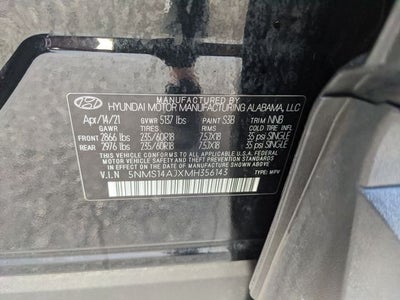 MANUFACTURED BY
HYUNDAI MOTOR MANUFACTURING ALABAMA, LLC
Apr/14/21 GVWR 5137 lbs PAINT S3B TRIM NNB
GAWR TIRES RIMS COLD TIRE PRESSURE
FRONT 2866 lbs 235/60R18 7.5JX18 35 psi SINGLE
REAR 2976 lbs 235/60R18 7.5JX18 35 psi SINGLE
THIS VEHICLE CONFORMS TO ALL APPLICABLE U.S. FEDERAL
MOTOR VEHICLE SAFETY AND THEFT PREVENTION STANDARDS
IN EFFECT ON THE DATE OF MANUFACTURE SHOWN ABOVE.
V.I.N 5NMS14AJXMH356143 TYPE: MPV